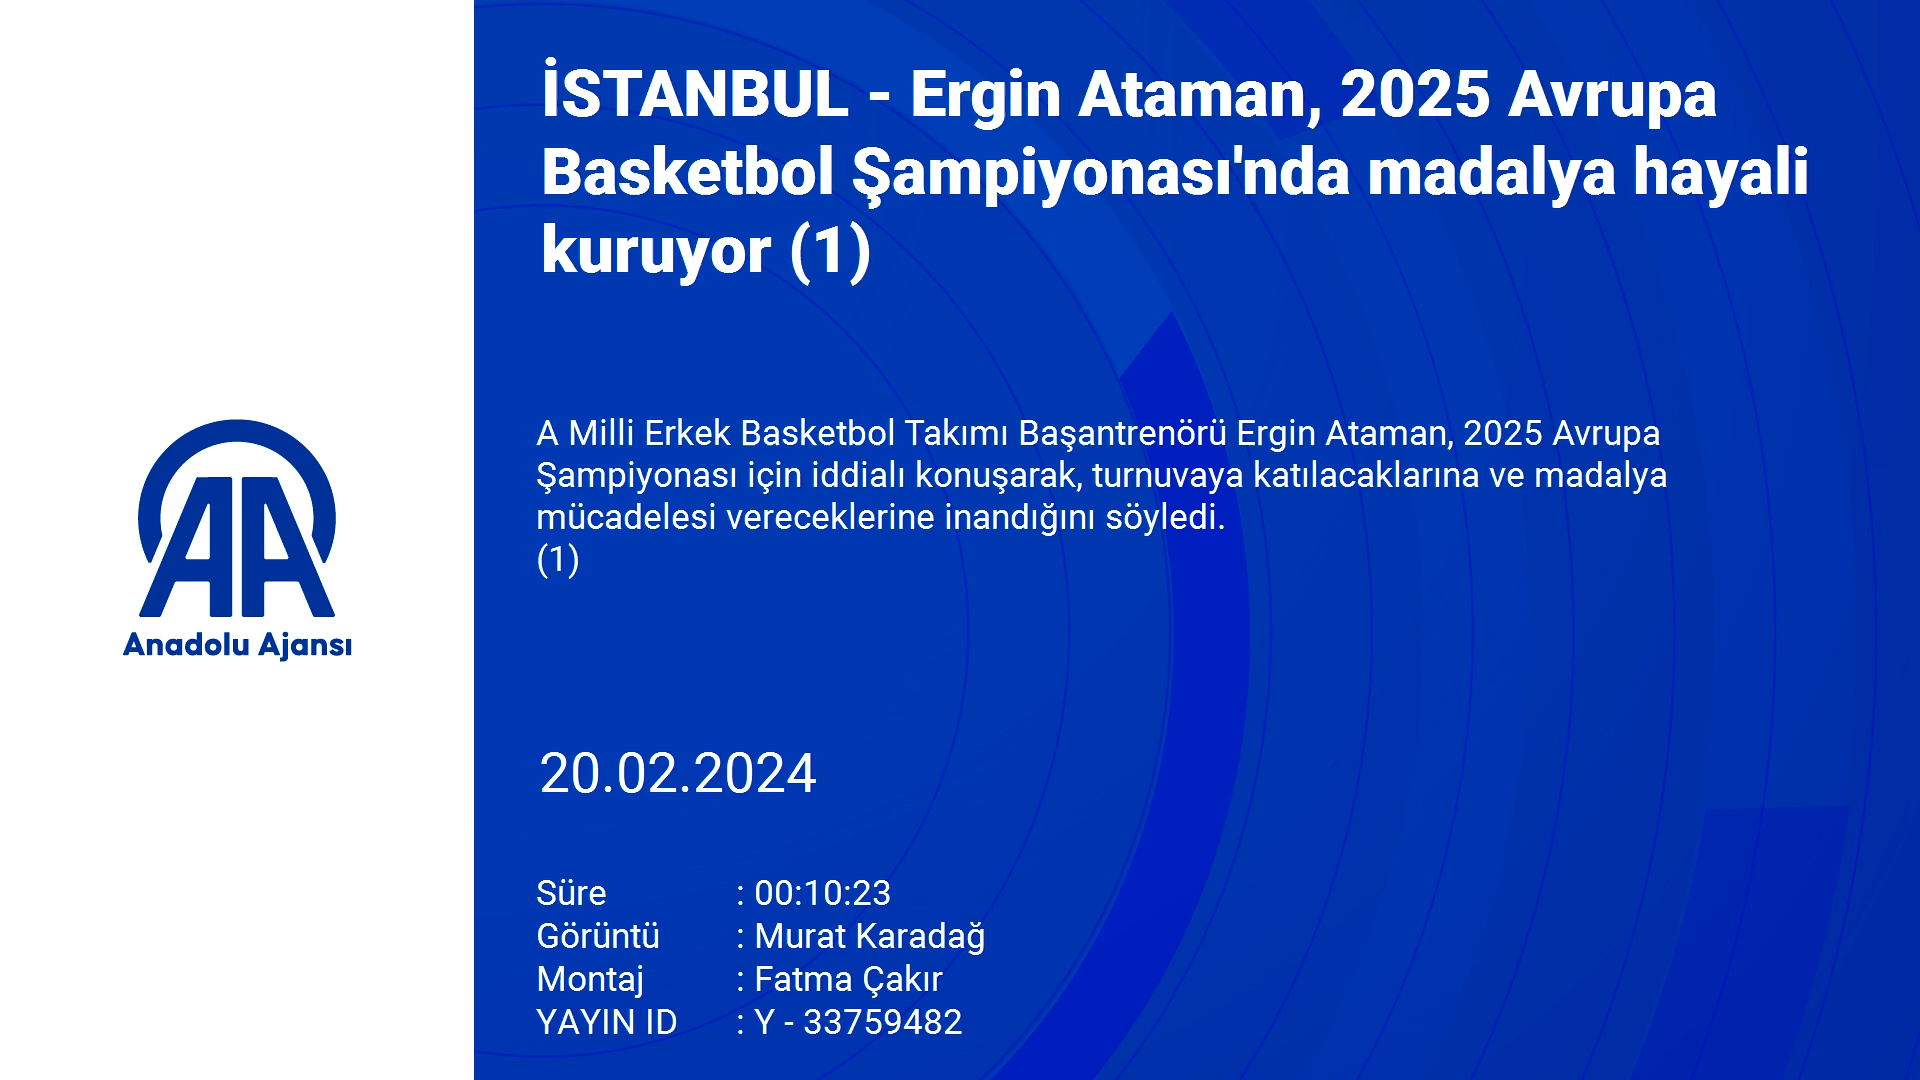 İSTANBUL - Ergin Ataman, 2025 Avrupa
Basketbol Şampiyonası'nda madalya hayali
kuruyor (1)
A Milli Erkek Basketbol Takımı Başantrenörü Ergin Ataman, 2025 Avrupa
Şampiyonası için iddialı konuşarak, turnuvaya katılacaklarına ve madalya
mücadelesi vereceklerine inandığını söyledi.
(1)
AA
Anadolu Ajansı
20.02.2024
Süre : 00:10:23
Görüntü : Murat Karadağ
Montaj : Fatma Çakır
YAYIN ID : Y - 33759482